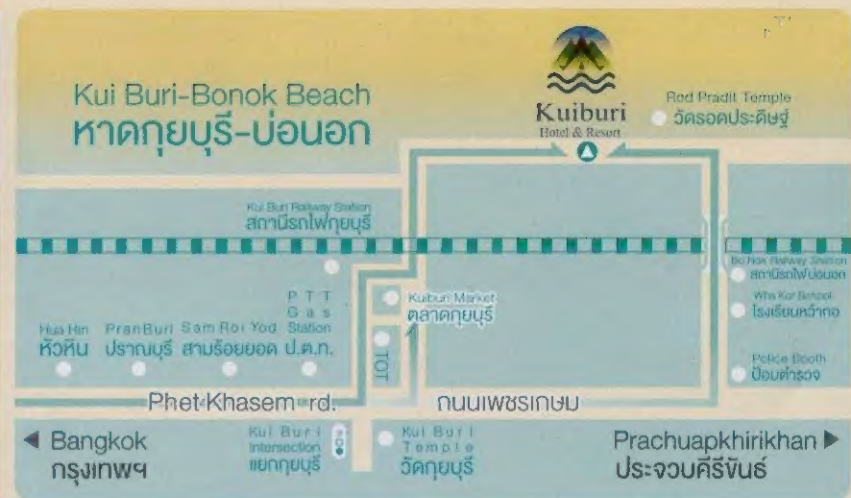 Kui Buri-Bonok Beach
หาดกุยบุรี-บ่อนอก
Kuiburi
Hotel & Resort
Rod Pradit Temple
วัดรอดประดิษฐ์
Kui Buri Railway Station
สถานีรถไฟกุยบุรี
Bo Nok Railway Station
สถานีรถไฟบ่อนอก
Kuiburi Market
ตลาดกุยบุรี
Wha Kor School
โรงเรียนหว้ากอ
Hua Hin
หัวหิน
PranBuri
ปราณบุรี
Sam Roi Yod
สามร้อยยอด
PTT
Gas
Station
ป.ต.ท.
TOT
Police Booth
ป้อมตำรวจ
Phet Khasem rd.
ถนนเพชรเกษม
Bangkok
กรุงเทพฯ
Kui Buri
Intersection
แยกกุยบุรี
Kui Buri
Temple
วัดกุยบุรี
Prachuapkhirikhan
ประจวบคีรีขันธ์